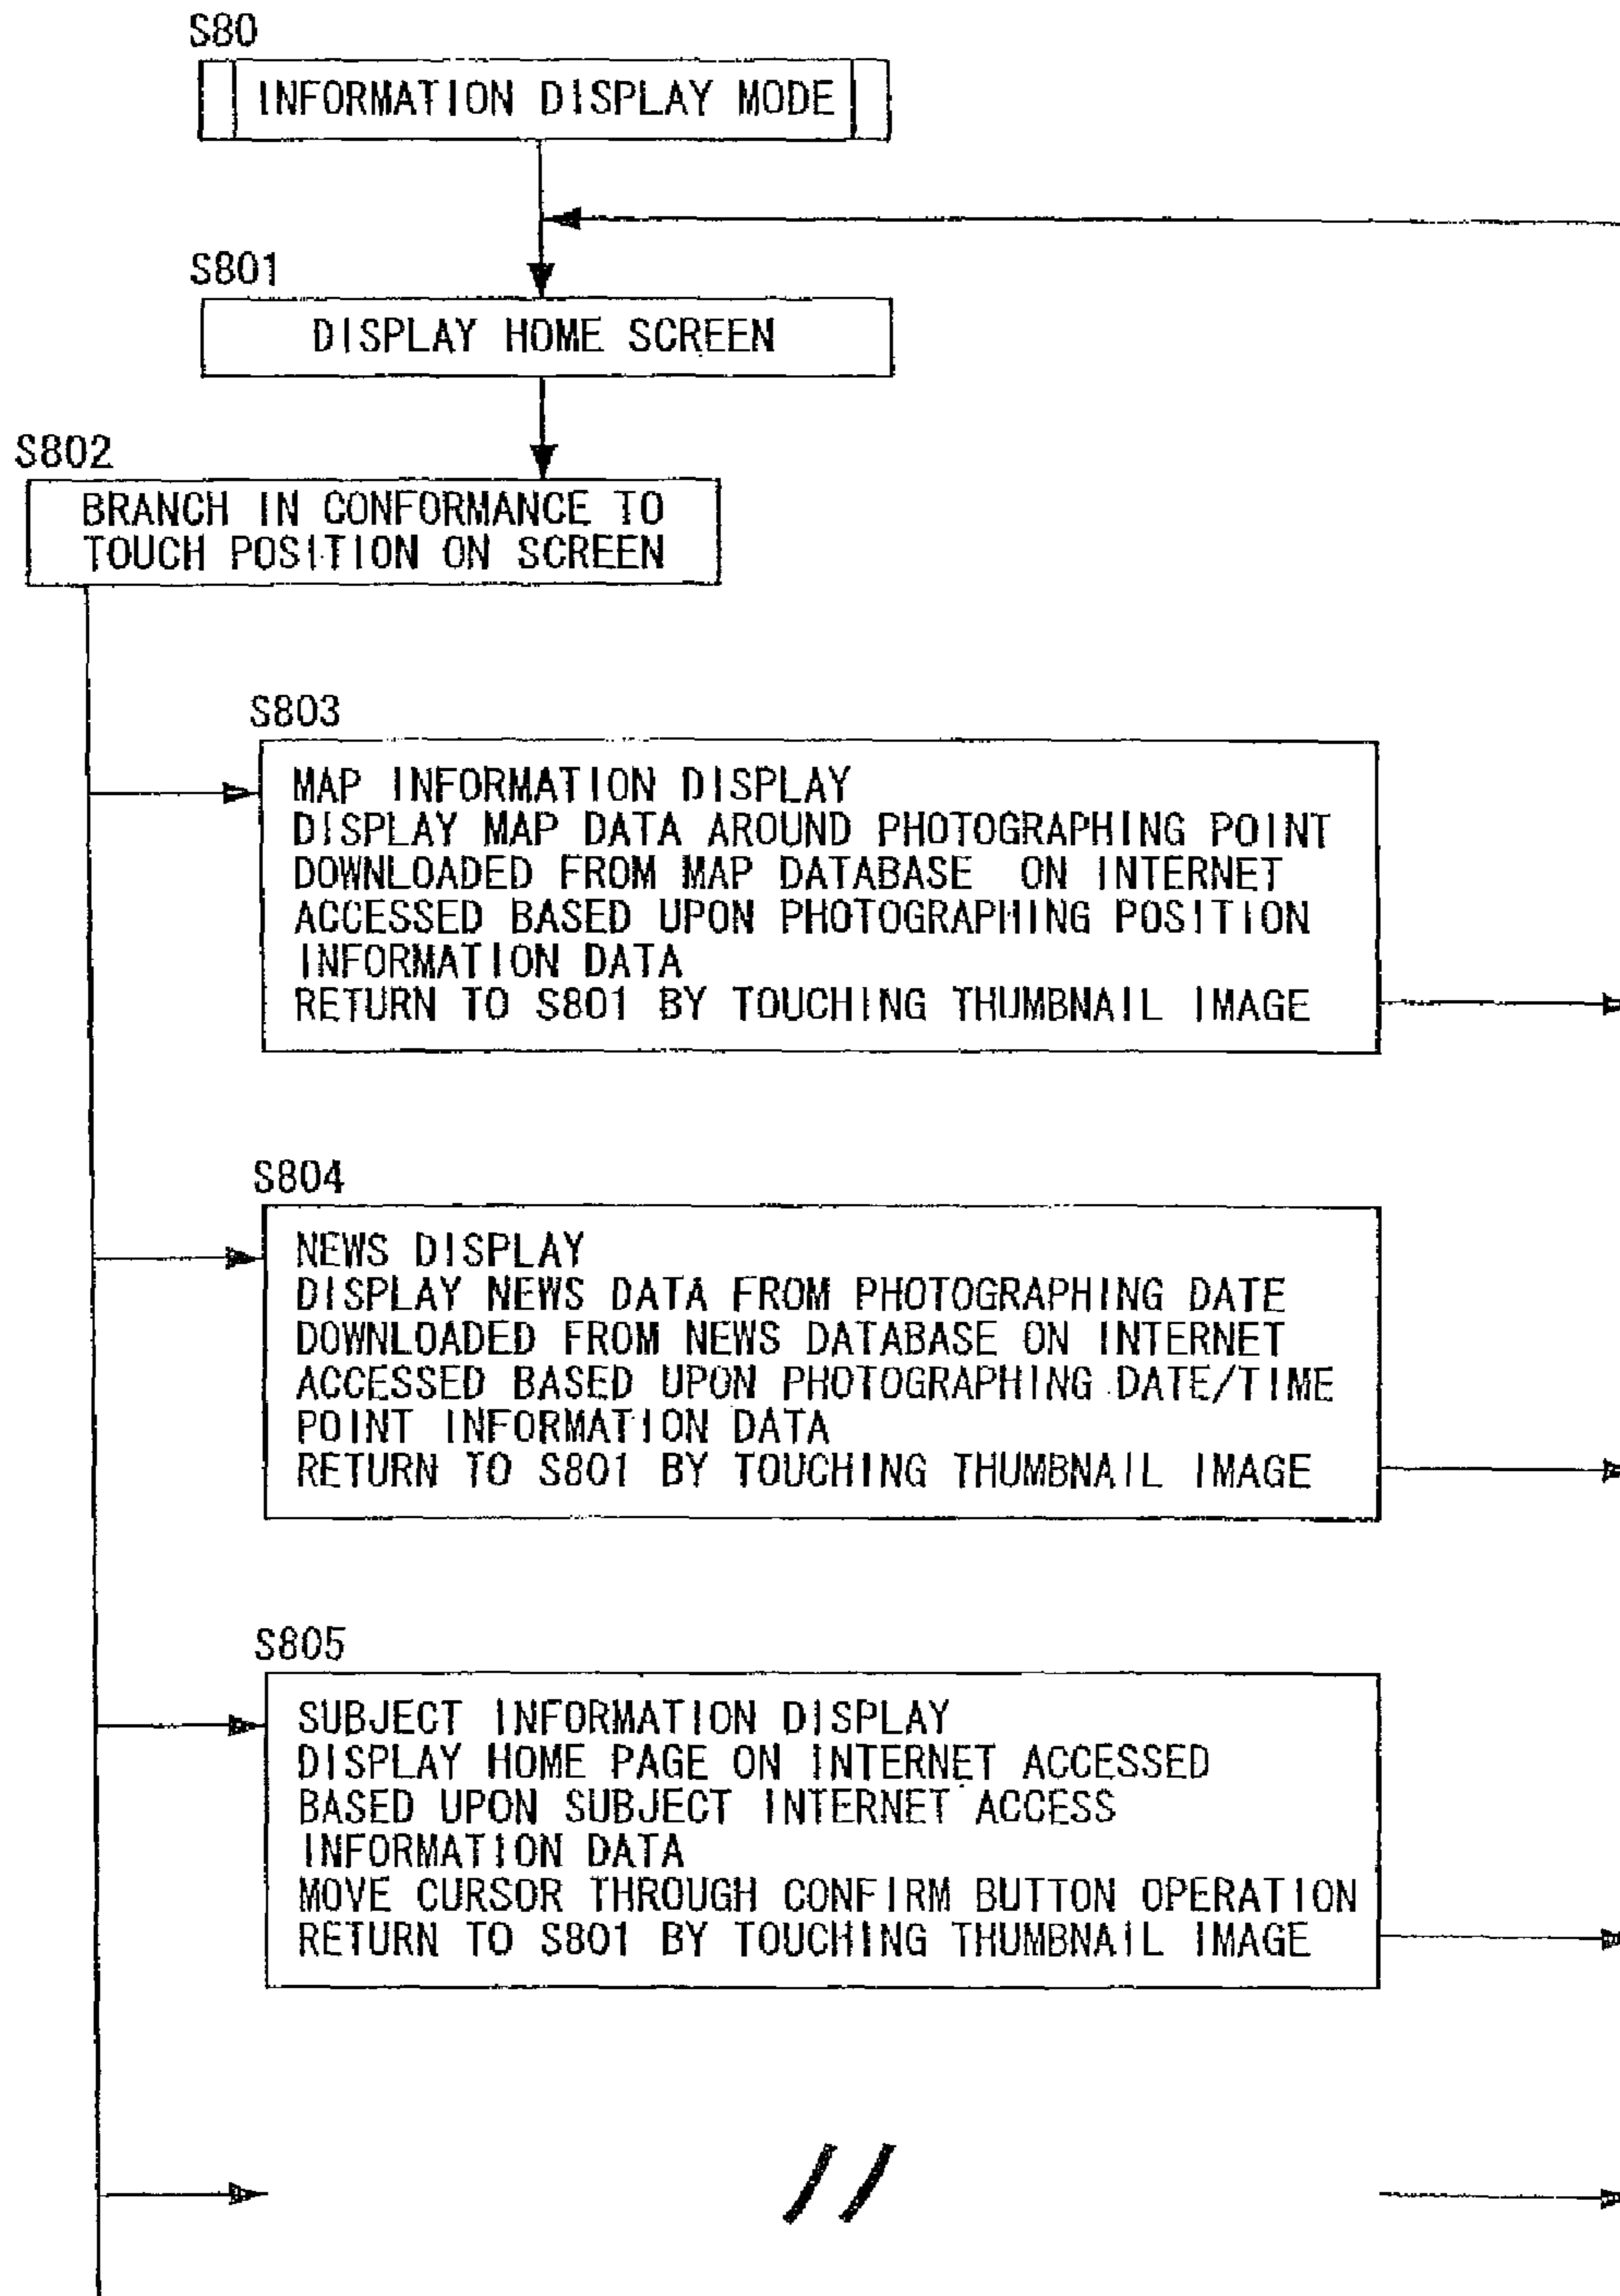 S80
INFORMATION DISPLAY MODE
S801
DISPLAY HOME SCREEN
S802
BRANCH IN CONFORMANCE TO
TOUCH POSITION ON SCREEN
S803
MAP INFORMATION DISPLAY
DISPLAY MAP DATA AROUND PHOTOGRAPHING POINT
DOWNLOADED FROM MAP DATABASE ON INTERNET
ACCESSED BASED UPON PHOTOGRAPHING POSITION
INFORMATION DATA
RETURN TO S801 BY TOUCHING THUMBNAIL IMAGE
S804
NEWS DISPLAY
DISPLAY NEWS DATA FROM PHOTOGRAPHING DATE
DOWNLOADED FROM NEWS DATABASE ON INTERNET
ACCESSED BASED UPON PHOTOGRAPHING DATE/TIME
POINT INFORMATION DATA
RETURN TO S801 BY TOUCHING THUMBNAIL IMAGE
S805
SUBJECT INFORMATION DISPLAY
DISPLAY HOME PAGE ON INTERNET ACCESSED
BASED UPON SUBJECT INTERNET ACCESS
INFORMATION DATA
MOVE CURSOR THROUGH CONFIRM BUTTON OPERATION
RETURN TO S801 BY TOUCHING THUMBNAIL IMAGE